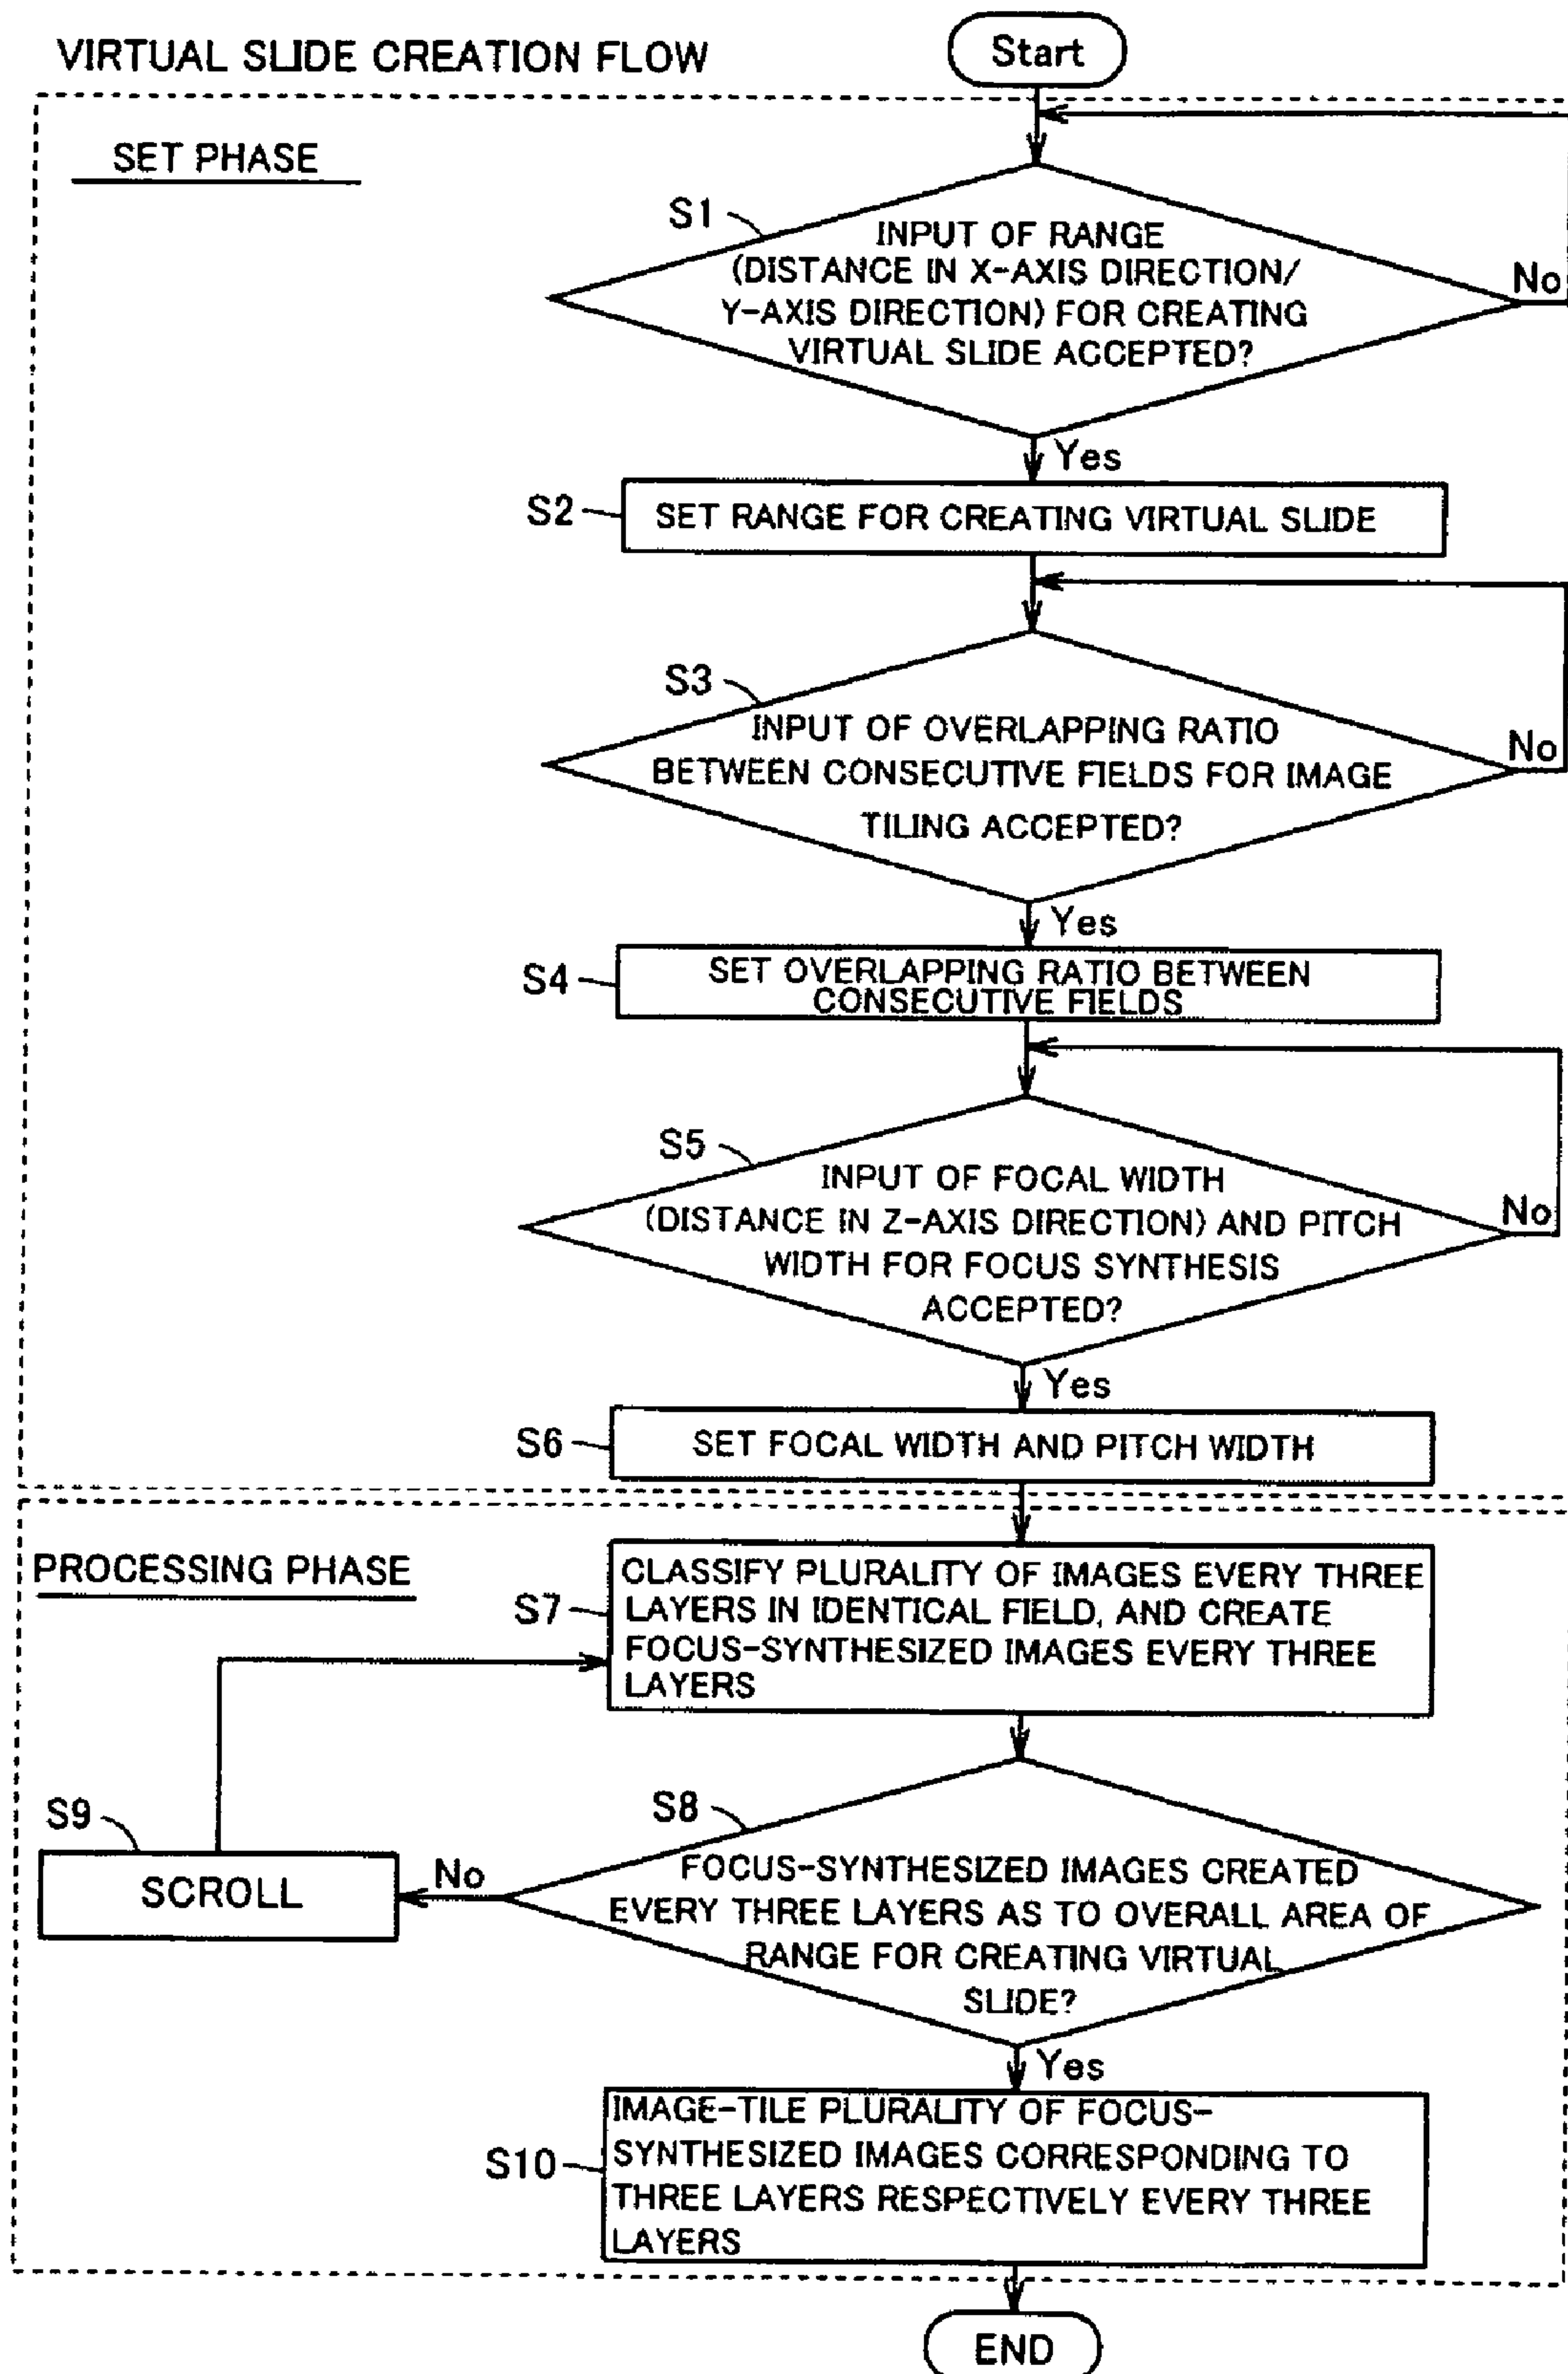 VIRTUAL SLIDE CREATION FLOW
Start
SET PHASE
S1
INPUT OF RANGE
(DISTANCE IN X-AXIS DIRECTION/
Y-AXIS DIRECTION) FOR CREATING
VIRTUAL SLIDE ACCEPTED?
No
Yes
S2
SET RANGE FOR CREATING VIRTUAL SLIDE
S3
INPUT OF OVERLAPPING RATIO
BETWEEN CONSECUTIVE FIELDS FOR IMAGE
TILING ACCEPTED?
No
Yes
S4
SET OVERLAPPING RATIO BETWEEN
CONSECUTIVE FIELDS
S5
INPUT OF FOCAL WIDTH
(DISTANCE IN Z-AXIS DIRECTION) AND PITCH
WIDTH FOR FOCUS SYNTHESIS
ACCEPTED?
No
Yes
S6
SET FOCAL WIDTH AND PITCH WIDTH
PROCESSING PHASE
S7
CLASSIFY PLURALITY OF IMAGES EVERY THREE
LAYERS IN IDENTICAL FIELD, AND CREATE
FOCUS-SYNTHESIZED IMAGES EVERY THREE
LAYERS
S8
FOCUS-SYNTHESIZED IMAGES CREATED
EVERY THREE LAYERS AS TO OVERALL AREA OF
RANGE FOR CREATING VIRTUAL
SLIDE?
No
S9
SCROLL
Yes
S10
IMAGE-TILE PLURALITY OF FOCUS-
SYNTHESIZED IMAGES CORRESPONDING TO
THREE LAYERS RESPECTIVELY EVERY THREE
LAYERS
END